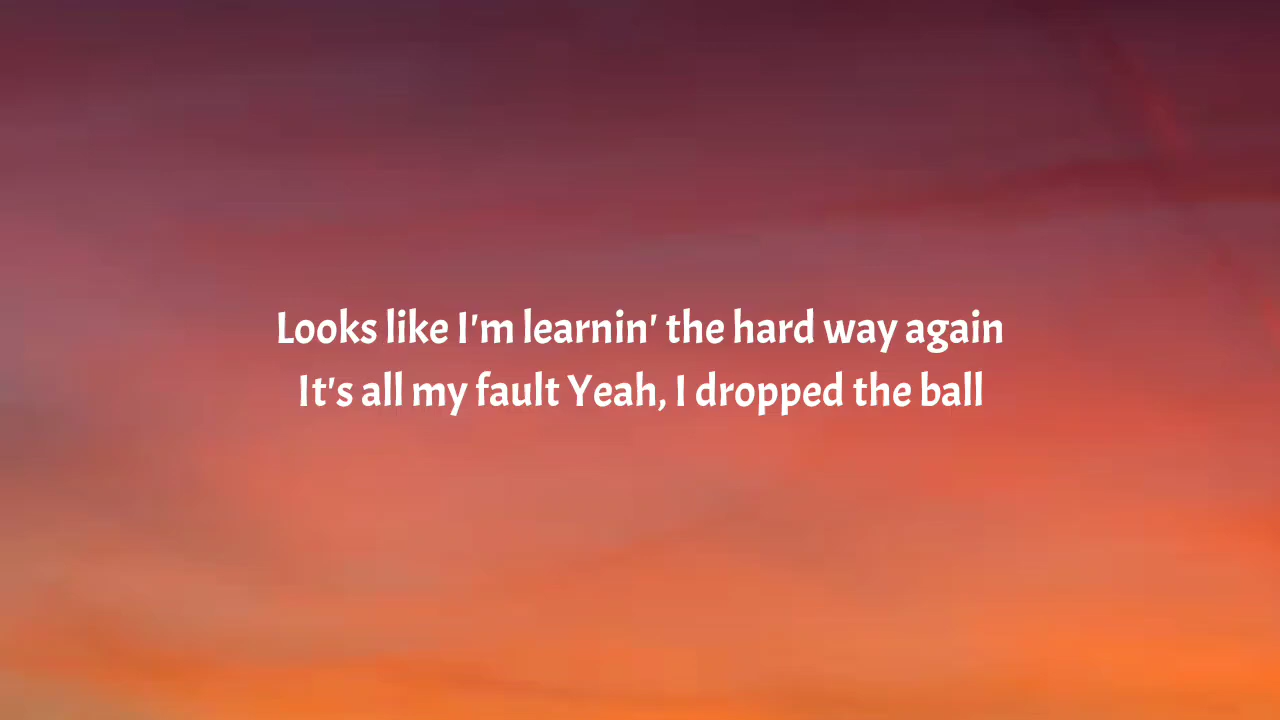 Looks like I'm learnin' the hard way again
It's all my fault Yeah, I dropped the ball